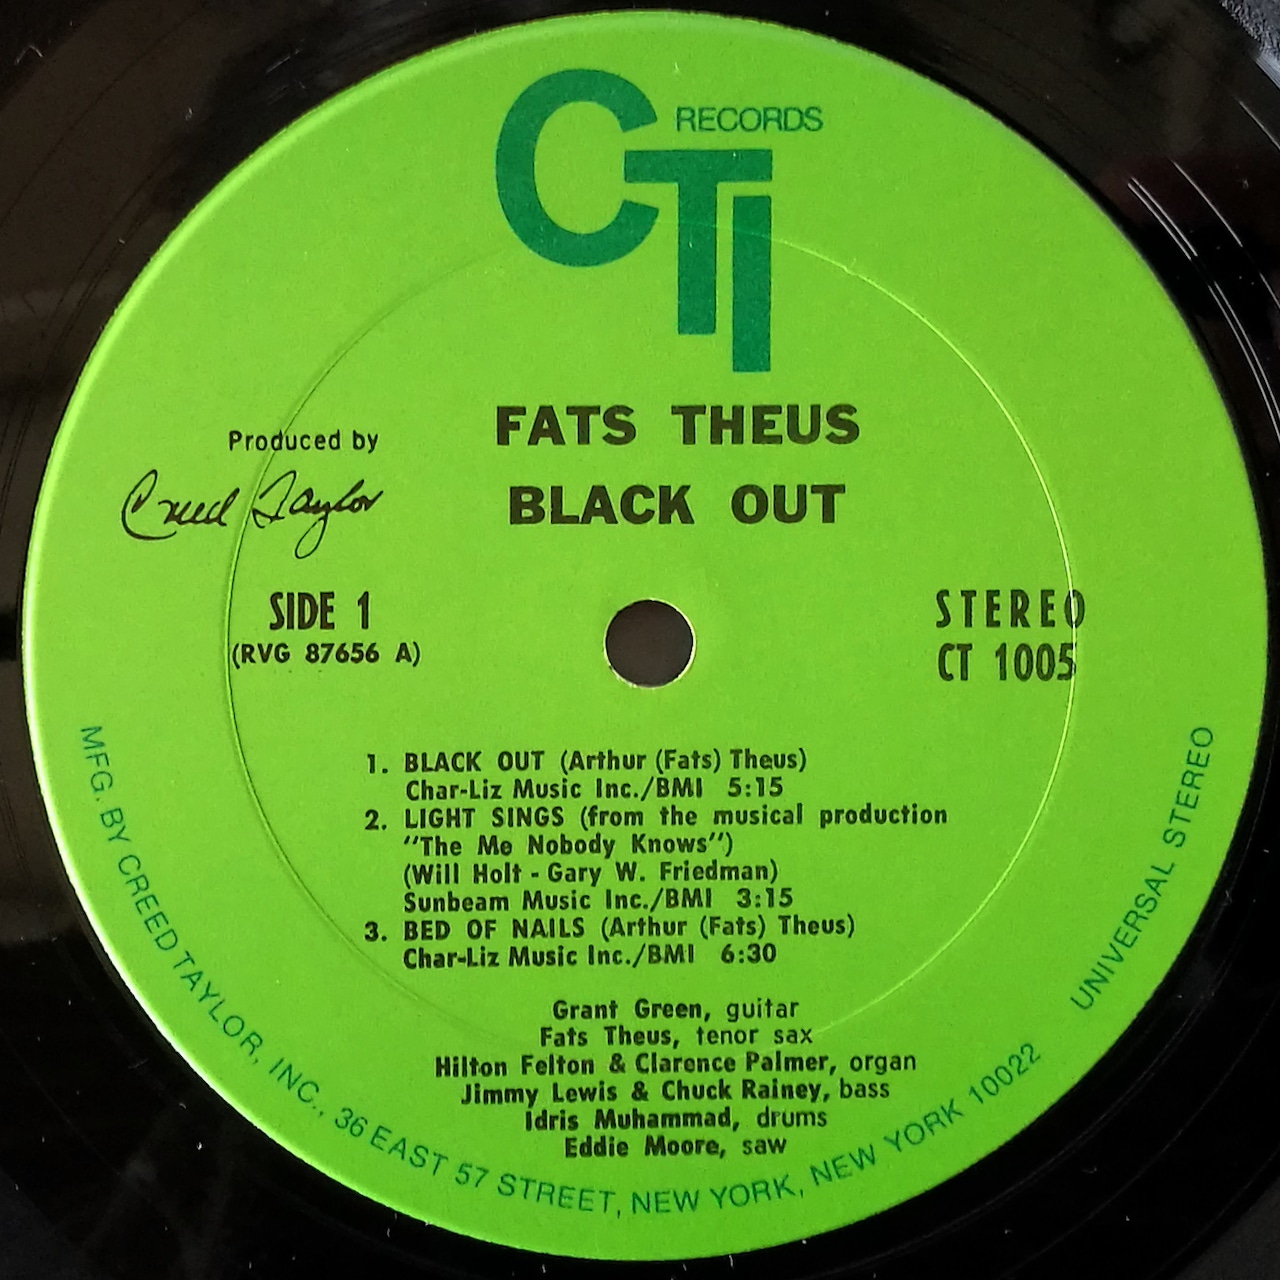 CTI RECORDS
FATS THEUS
BLACK OUT
Produced by
Creed Taylor
SIDE 1
(RVG 87656 A)
STEREO
CT 1005
1. BLACK OUT (Arthur (Fats) Theus)
Char-Liz Music Inc./BMI 5:15
2. LIGHT SINGS (from the musical production
"The Me Nobody Knows")
(Will Holt - Gary W. Friedman)
Sunbeam Music Inc./BMI 3:15
3. BED OF NAILS (Arthur (Fats) Theus)
Char-Liz Music Inc./BMI 6:30
Grant Green, guitar
Fats Theus, tenor sax
Hilton Felton & Clarence Palmer, organ
Jimmy Lewis & Chuck Rainey, bass
Idris Muhammad, drums
Eddie Moore, saw
MFG. BY CREED TAYLOR, INC., 36 EAST 57 STREET, NEW YORK, NEW YORK 10022
UNIVERSAL STEREO